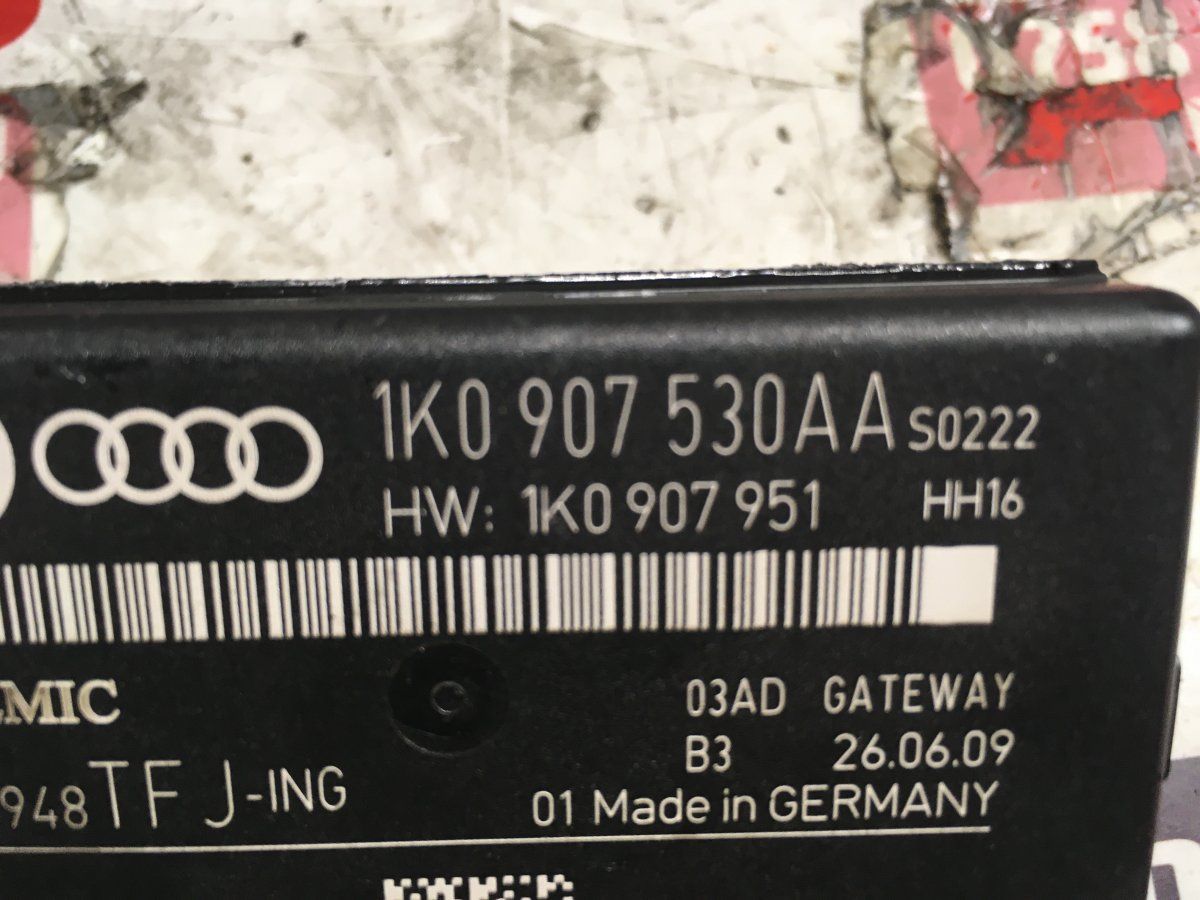 758
1K0 907 530AA S0222
HW: 1K0 907 951 HH16
MIC
03AD GATEWAY
B3 26.06.09
948TF J-ING
01 Made in GERMANY